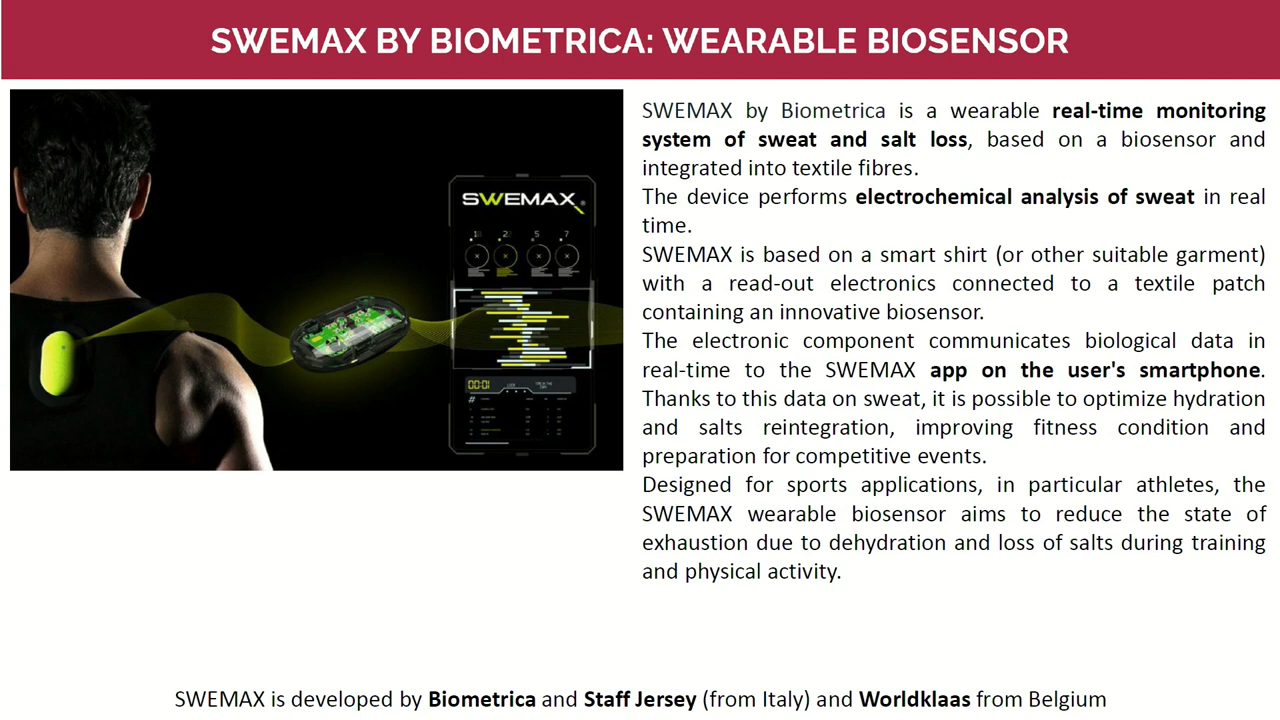 SWEMAX BY BIOMETRICA: WEARABLE BIOSENSOR
SWEMAX
1 2 5 7
00:01
SWEMAX by Biometrica is a wearable real-time monitoring
system of sweat and salt loss, based on a biosensor and
integrated into textile fibres.
The device performs electrochemical analysis of sweat in real
time.
SWEMAX is based on a smart shirt (or other suitable garment)
with a read-out electronics connected to a textile patch
containing an innovative biosensor.
The electronic component communicates biological data in
real-time to the SWEMAX app on the user's smartphone.
Thanks to this data on sweat, it is possible to optimize hydration
and salts reintegration, improving fitness condition and
preparation for competitive events.
Designed for sports applications, in particular athletes, the
SWEMAX wearable biosensor aims to reduce the state of
exhaustion due to dehydration and loss of salts during training
and physical activity.
SWEMAX is developed by Biometrica and Staff Jersey (from Italy) and Worldklaas from Belgium